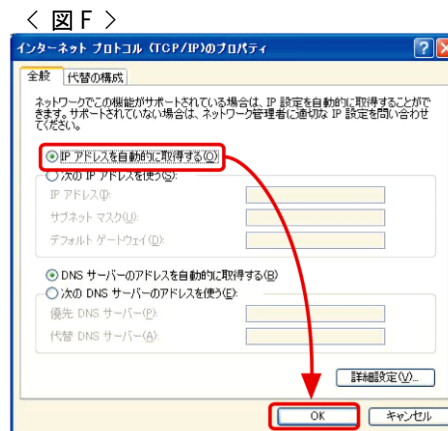 < 図 F >
インターネット プロトコル (TCP/IP)のプロパティ
全般 代替の構成
ネットワークでこの機能がサポートされている場合は、IP 設定を自動的に取得することがで
きます。サポートされていない場合は、ネットワーク管理者に適切な IP 設定を問い合わせ
てください。
IP アドレスを自動的に取得する(O)
次の IP アドレスを使う(S):
IP アドレス(I):
サブネット マスク(U):
デフォルト ゲートウェイ(D):
DNS サーバーのアドレスを自動的に取得する(B)
次の DNS サーバーのアドレスを使う(E):
優先 DNS サーバー(P):
代替 DNS サーバー(A):
詳細設定(V)...
OK キャンセル